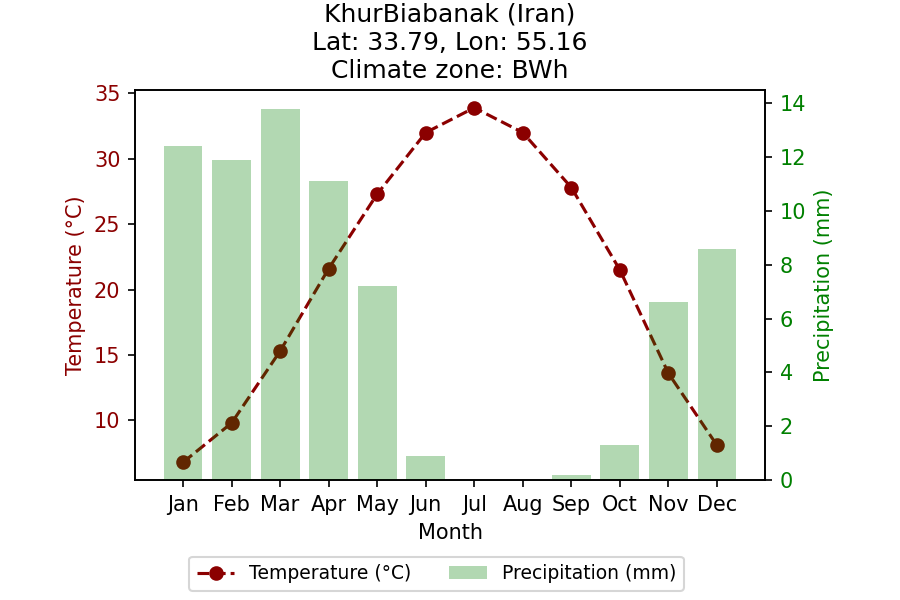 KhurBiabanak (Iran)
Lat: 33.79, Lon: 55.16
Climate zone: BWh
35
30
25
20
15
10
Temperature (°C)
14
12
10
8
6
4
2
0
Precipitation (mm)
Jan Feb Mar Apr May Jun Jul Aug Sep Oct Nov Dec
Month
Temperature (°C) Precipitation (mm)